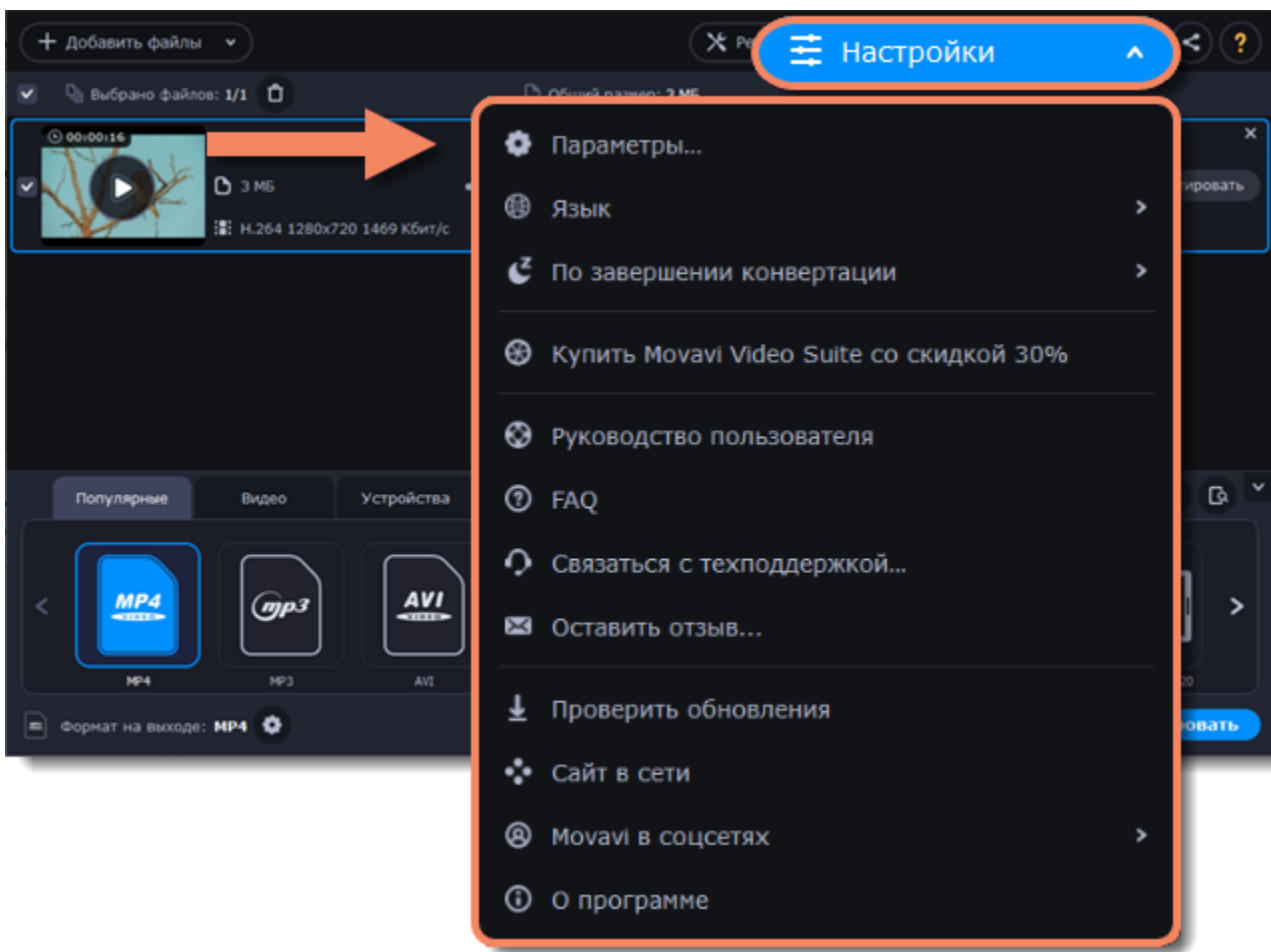 Добавить файлы
Настройки
?
Выбрано файлов: 1/1
Общий размер: 3 МБ
00:00:16
3 МБ
H.264 1280x720 1469 Кбит/с
Параметры...
Язык
По завершении конвертации
Купить Movavi Video Suite со скидкой 30%
Руководство пользователя
FAQ
Связаться с техподдержкой...
Оставить отзыв...
Проверить обновления
Сайт в сети
Movavi в соцсетях
О программе
Популярные Видео Устройства
MP4 VIDEO
mp3
AVI VIDEO
MP4 MP3 AVI
Формат на выходе: MP4